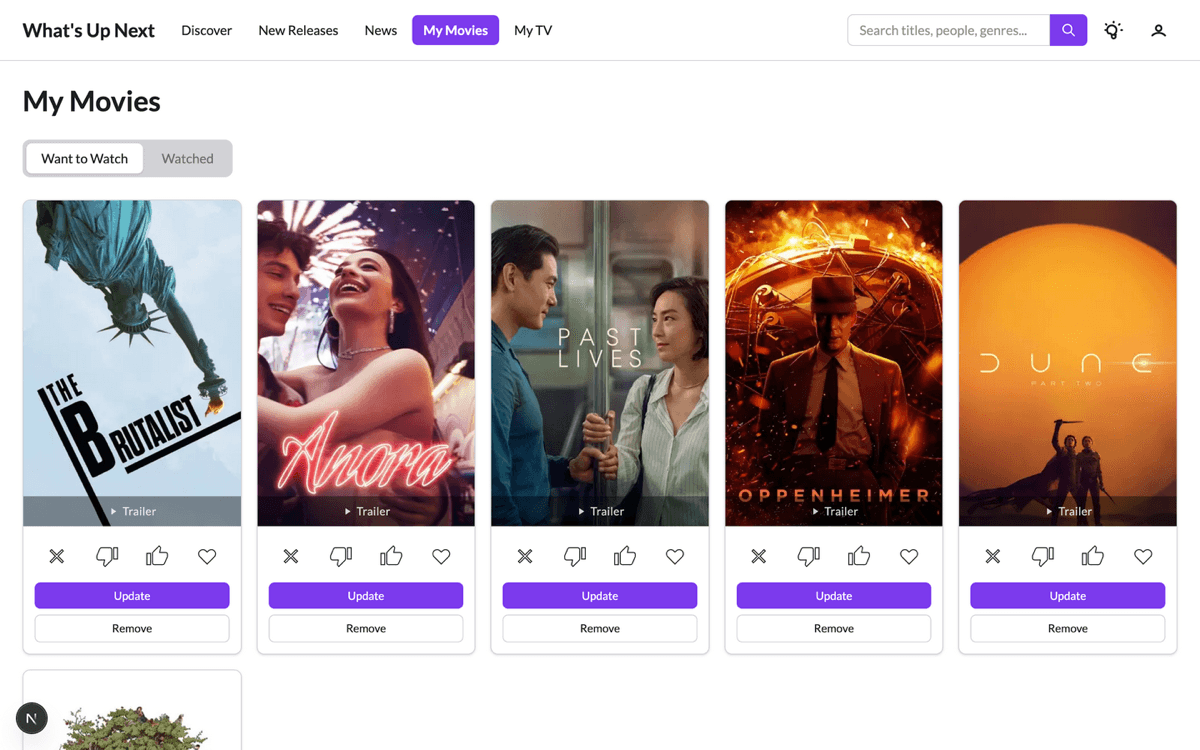 What's Up Next
Discover
New Releases
News
My Movies
My TV
Search titles, people, genres...
My Movies
Want to Watch
Watched
THE
BRUTALIST
Trailer
Update
Remove
Anora
Trailer
Update
Remove
PAST
LIVES
Trailer
Update
Remove
OPPENHEIMER
Trailer
Update
Remove
DUNE
PART TWO
Trailer
Update
Remove
N